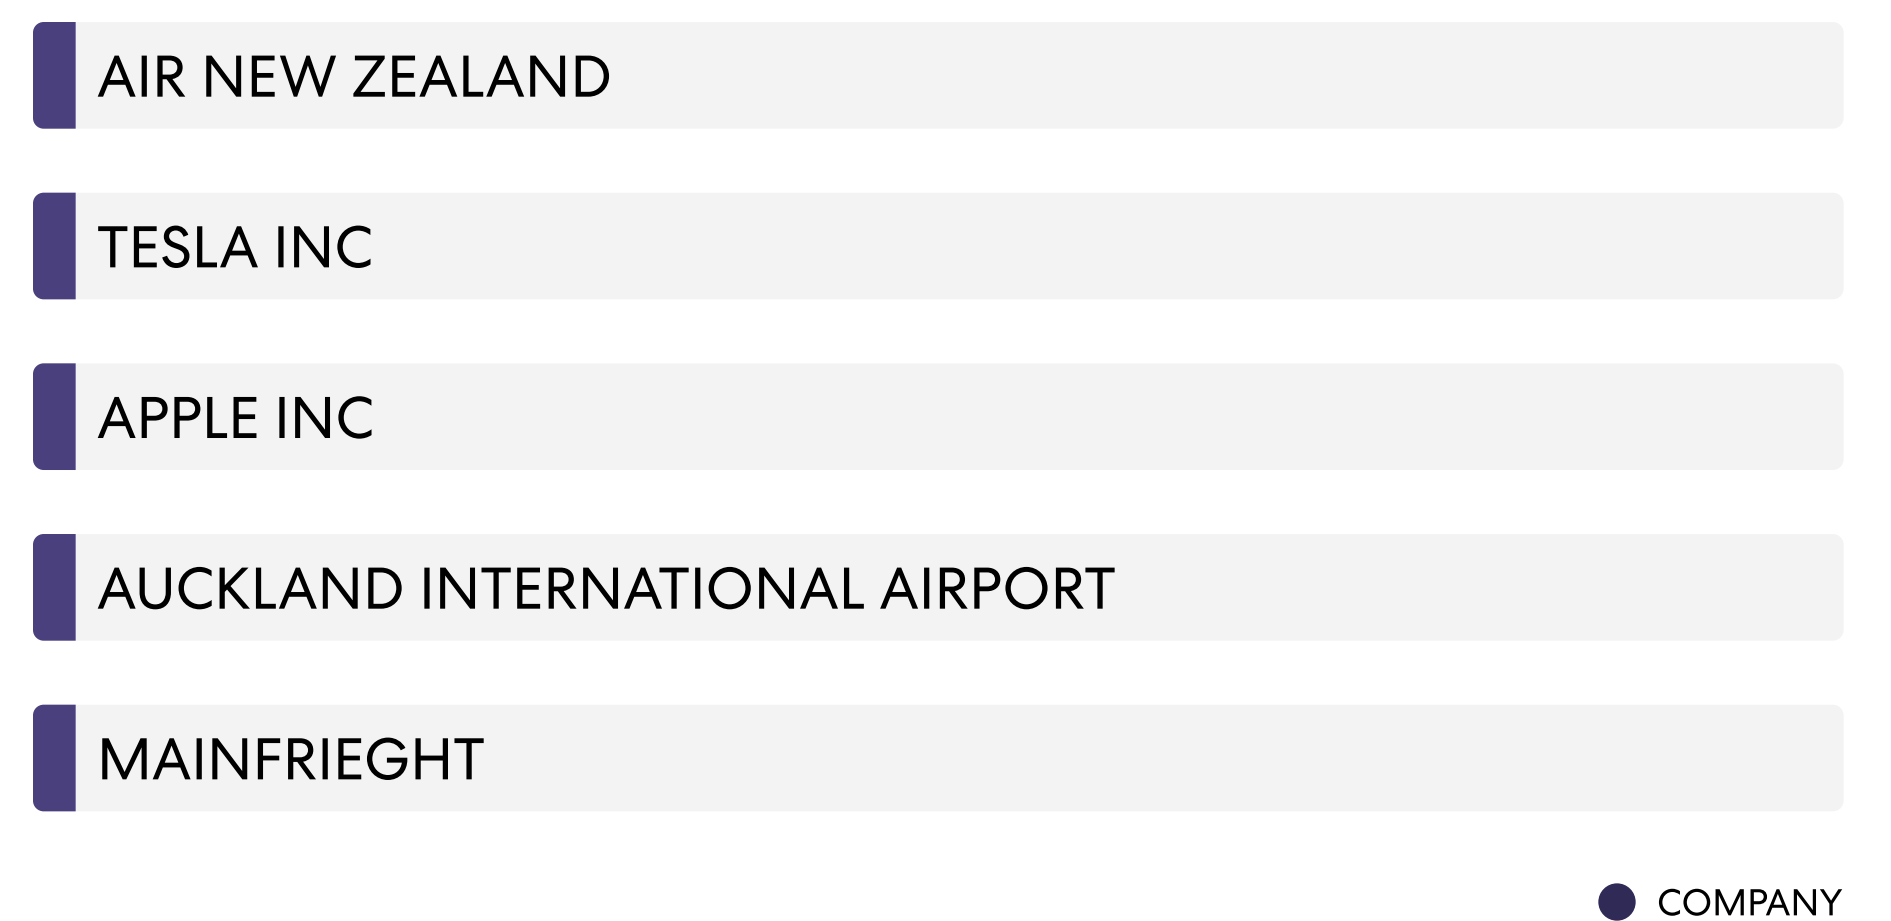 AIR NEW ZEALAND
TESLA INC
APPLE INC
AUCKLAND INTERNATIONAL AIRPORT
MAINFRIEGHT
COMPANY